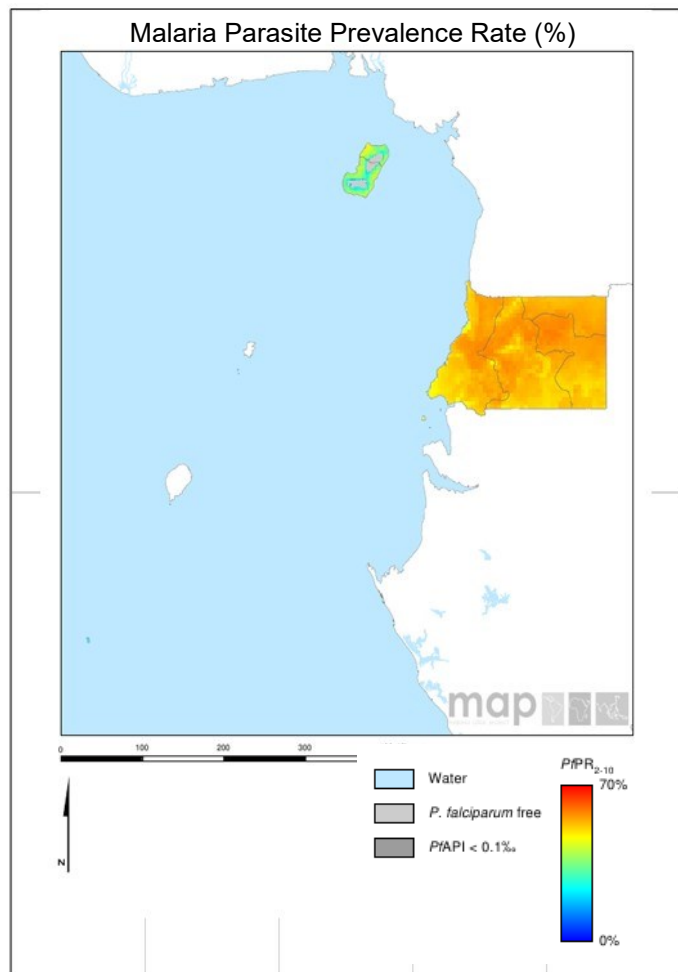 Malaria Parasite Prevalence Rate (%)
map
0 100 200 300
Water
P. falciparum free
PfAPI < 0.1‰
N
PfPR2-10
70%
0%